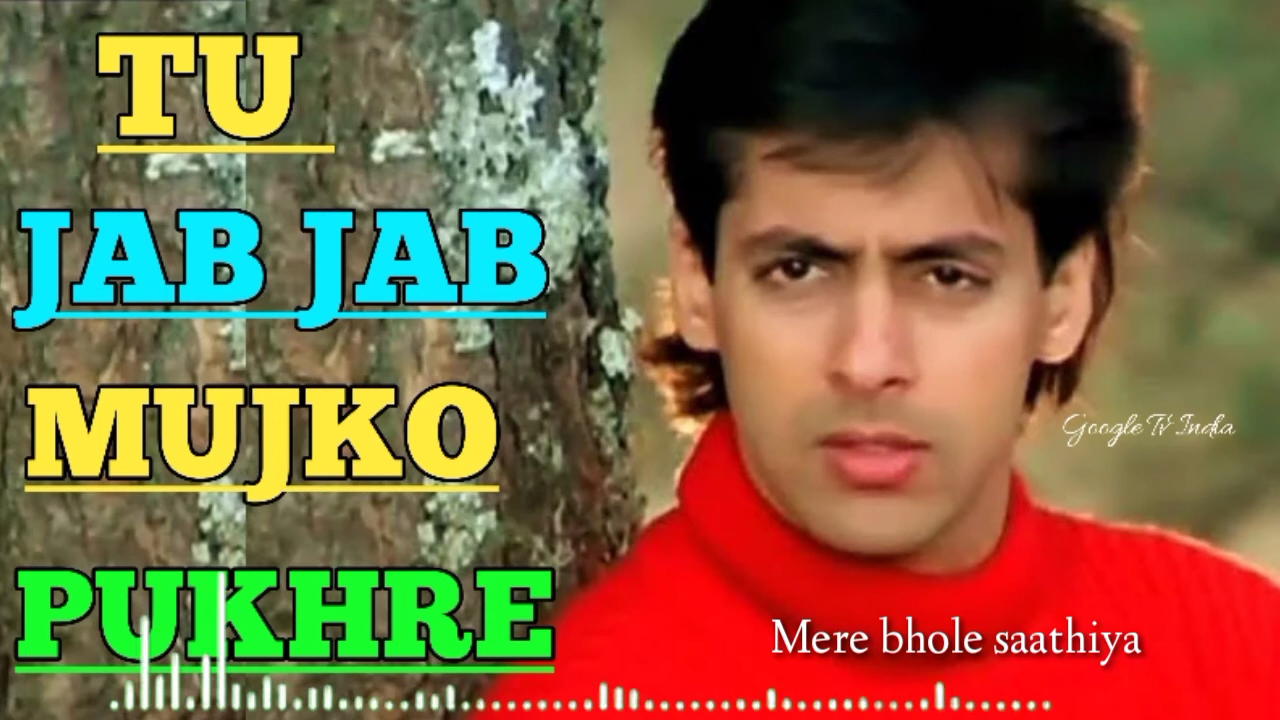 TU
JAB JAB
MUJKO
PUKHRE
Google Tv India
Mere bhole saathiya